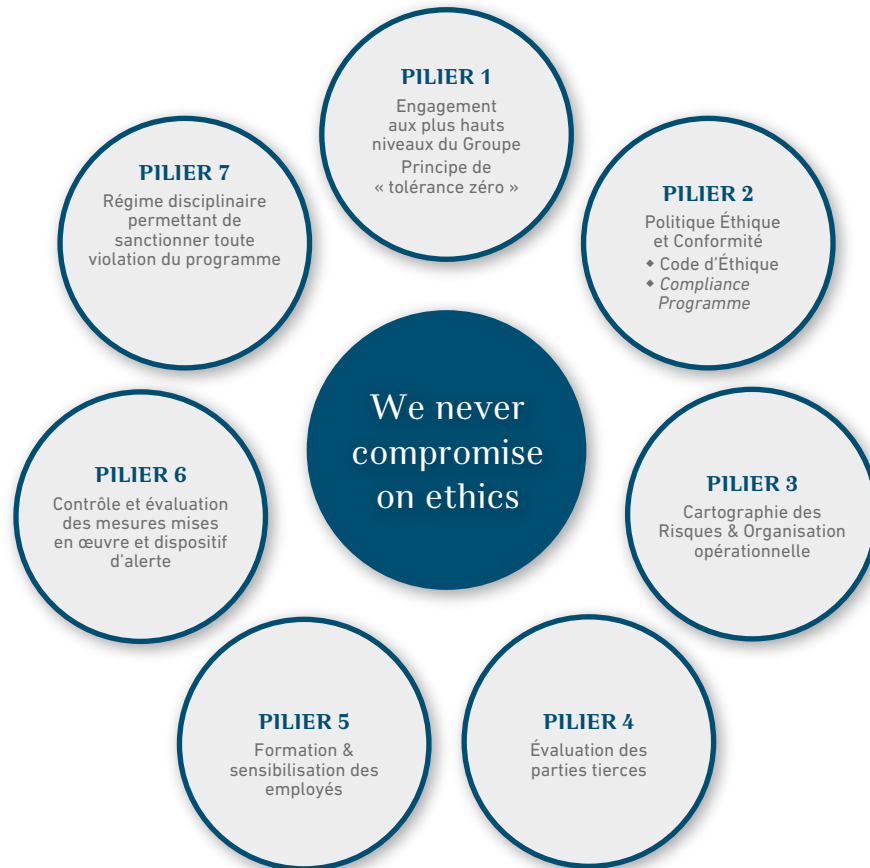 PILIER 1
Engagement
aux plus hauts
niveaux du Groupe
Principe de
« tolérance zéro »
PILIER 2
Politique Éthique
et Conformité
◆ Code d'Éthique
◆ Compliance
Programme
PILIER 3
Cartographie des
Risques & Organisation
opérationnelle
PILIER 4
Évaluation des
parties tierces
PILIER 5
Formation &
sensibilisation des
employés
PILIER 6
Contrôle et évaluation
des mesures mises
en œuvre et dispositif
d'alerte
PILIER 7
Régime disciplinaire
permettant de
sanctionner toute
violation du programme
We never
compromise
on ethics